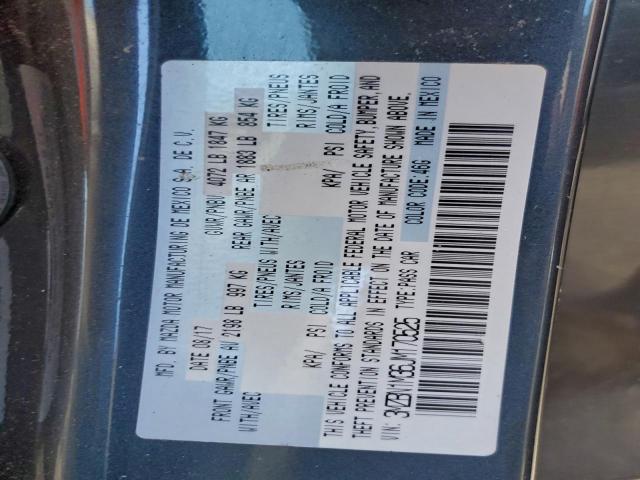 MFD. BY MAZDA MOTOR MANUFACTURING DE MEXICO S.A. DE C.V.
DATE 08/17 GVWR/PNBV 4072 LB 1847 KG
FRONT GAWR/PNBE AV 2198 LB 997 KG REAR GAWR/PNBE AR 1883 LB 854 KG
WITH/AVEC TIRES/PNEUS WITH/AVEC TIRES/PNEUS
RIMS/JANTES RIMS/JANTES
KPA/ PSI COLD/A FROID KPA/ PSI COLD/A FROID
THIS VEHICLE CONFORMS TO ALL APPLICABLE FEDERAL MOTOR VEHICLE SAFETY, BUMPER, AND
THEFT PREVENTION STANDARDS IN EFFECT ON THE DATE OF MANUFACTURE SHOWN ABOVE.
VIN: 3MZBN1M36JM170525 TYPE:PASS CAR COLOR CODE:46G MADE IN MEXICO